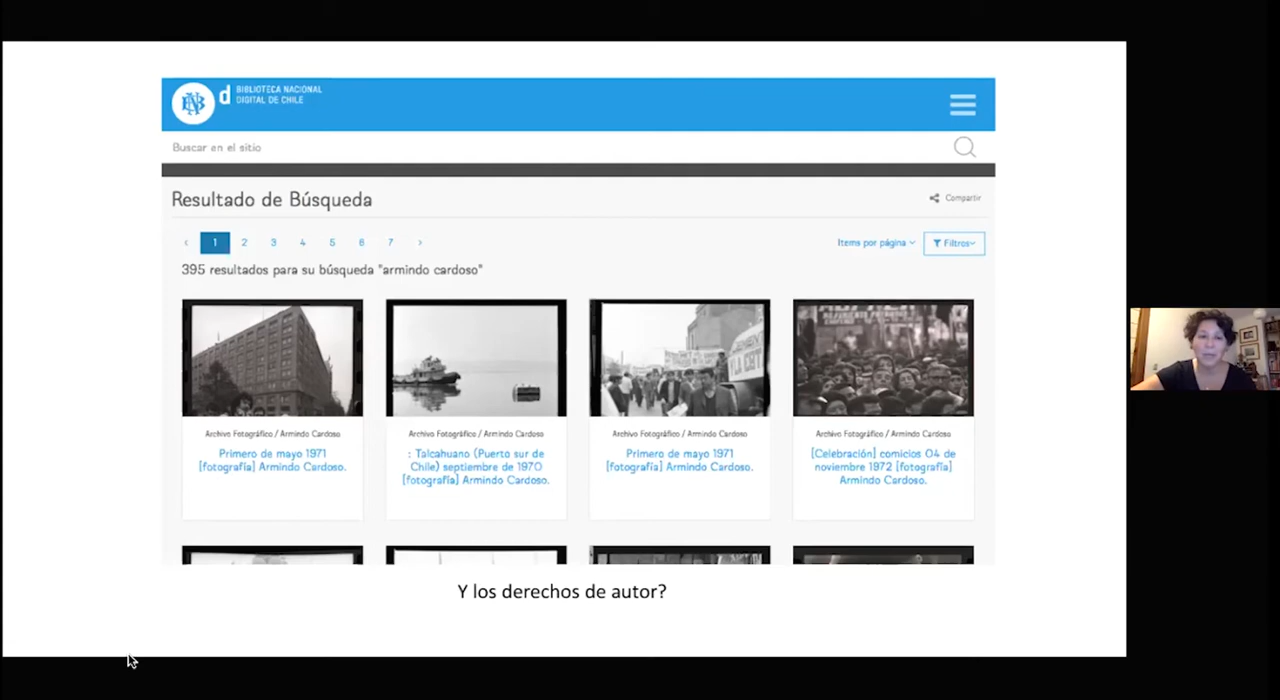 BIBLIOTECA NACIONAL
d DIGITAL DE CHILE
Buscar en el sitio
Resultado de Búsqueda
Compartir
‹ 1 2 3 4 5 6 7 ›
Items por página
Filtros
395 resultados para su búsqueda "armindo cardoso"
Archivo Fotográfico / Armindo Cardoso
Primero de mayo 1971
[fotografía] Armindo Cardoso.
Archivo Fotográfico / Armindo Cardoso
: Talcahuano (Puerto sur de
Chile) septiembre de 1970
[fotografía] Armindo Cardoso.
Archivo Fotográfico / Armindo Cardoso
Primero de mayo 1971
[fotografía] Armindo Cardoso.
Archivo Fotográfico / Armindo Cardoso
[Celebración] comicios 04 de
noviembre 1972 [fotografía]
Armindo Cardoso.
Y los derechos de autor?